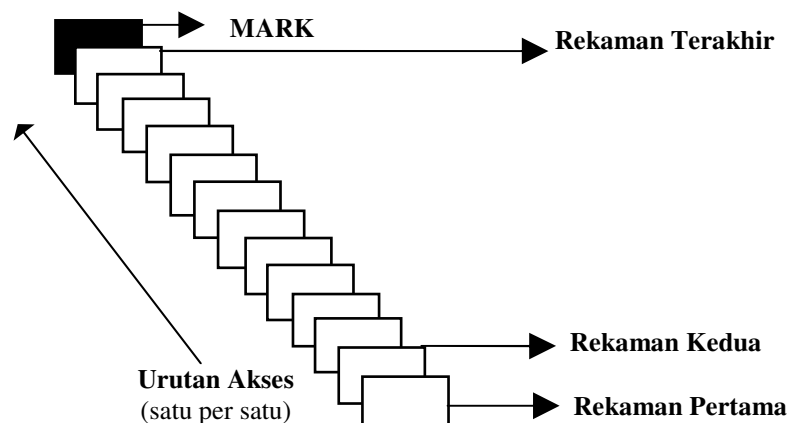 MARK
Rekaman Terakhir
Rekaman Kedua
Urutan Akses
(satu per satu)
Rekaman Pertama